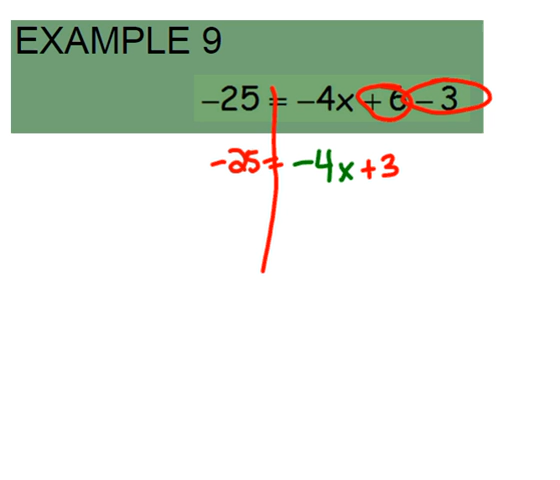 EXAMPLE 9
−25 = −4x + 6 − 3
-25 = -4x +3